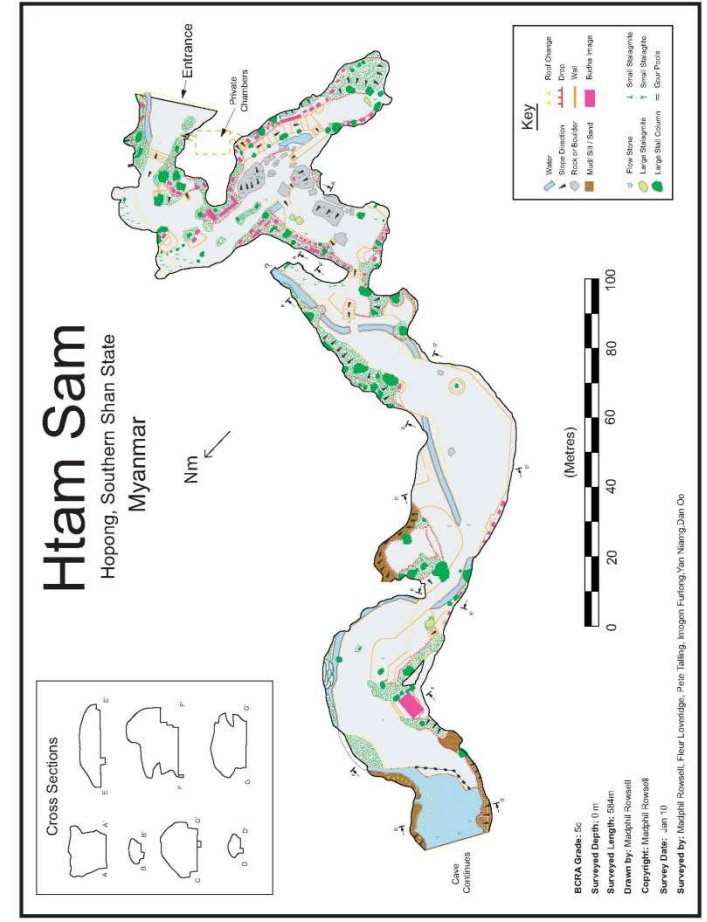 Htam Sam
Hopong, Southern Shan State
Myanmar
Nm
Entrance
Private
Chambers
Key
Water
Slope Direction
Rock or Boulder
Mud/ Silt / Sand
Roof Change
Drop
Wall
Budha Image
Flow Stone
Large Stalagmite
Large Stall Column
Small Stalagmite
Small Stalagtite
Gour Pools
Cross Sections
A A'
B B'
C C'
D D'
E E'
F F'
G G'
(Metres)
0 20 40 60 80 100
Cave
Continues
BCRA Grade: 5c
Surveyed Depth: 0 m
Surveyed Length: 584m
Drawn by: Madphil Rowsell
Copyright: Madphil Rowsell
Survey Date: Jan 10
Surveyed by: Madphil Rowsell, Fleur Loveridge, Pete Talling, Imogen Furlong,Yan Niaing,Dan Oo